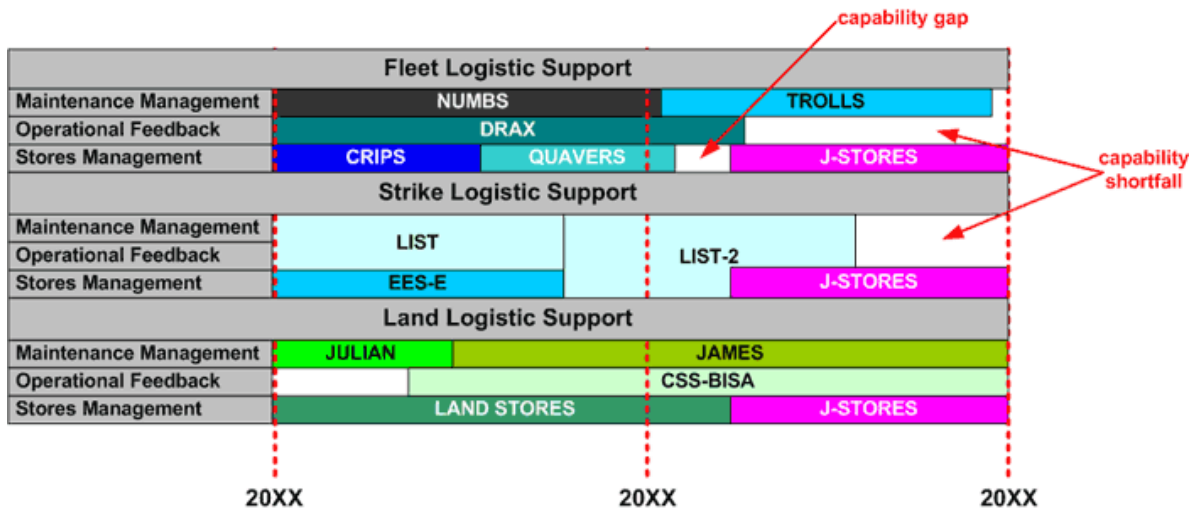 capability gap
Fleet Logistic Support
Maintenance Management NUMBS TROLLS
Operational Feedback DRAX
Stores Management CRIPS QUAVERS J-STORES
capability
shortfall
Strike Logistic Support
Maintenance Management
LIST
Operational Feedback
LIST-2
Stores Management EES-E J-STORES
Land Logistic Support
Maintenance Management JULIAN JAMES
Operational Feedback CSS-BISA
Stores Management LAND STORES J-STORES
20XX 20XX 20XX